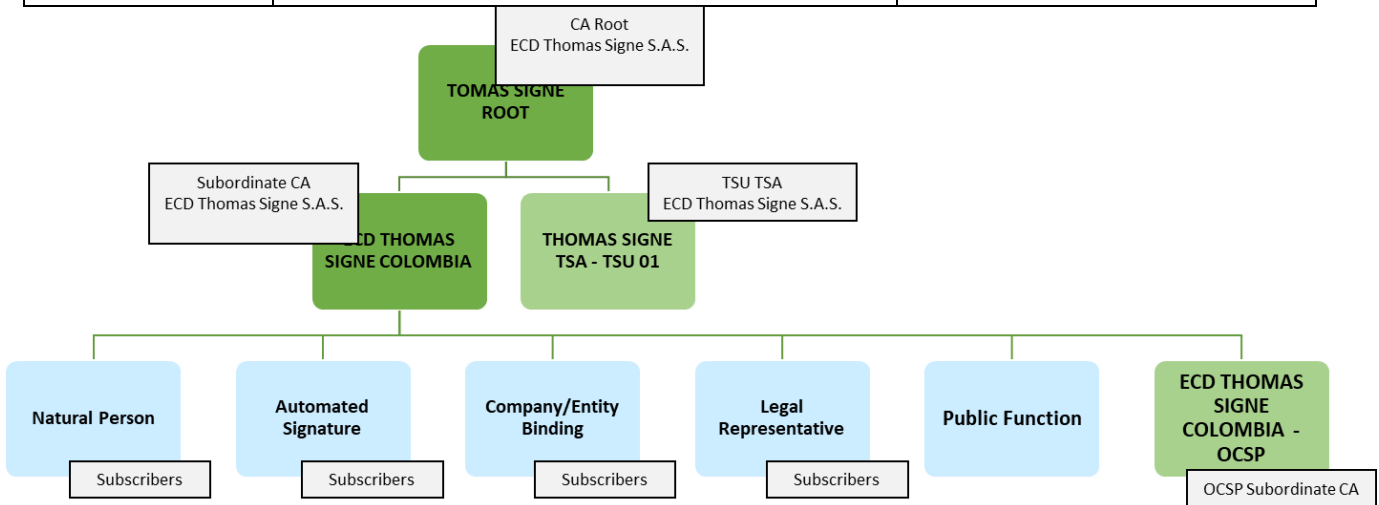 CA Root
ECD Thomas Signe S.A.S.
TOMAS SIGNE
ROOT
Subordinate CA
ECD Thomas Signe S.A.S.
TSU TSA
ECD Thomas Signe S.A.S.
THOMAS
SIGNE COLOMBIA
THOMAS SIGNE
TSA - TSU 01
Natural Person
Subscribers
Automated
Signature
Subscribers
Company/Entity
Binding
Subscribers
Legal
Representative
Subscribers
Public Function
ECD THOMAS
SIGNE
COLOMBIA -
OCSP
OCSP Subordinate CA